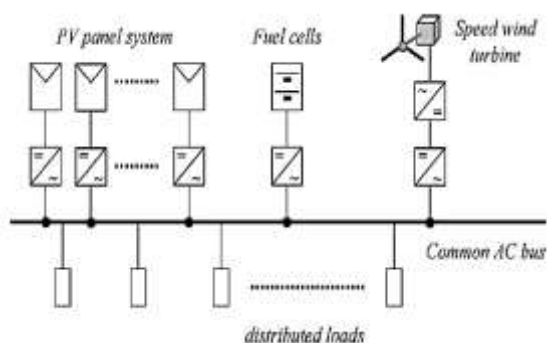 PV panel system
Fuel cells
Speed wind
turbine
Common AC bus
distributed loads